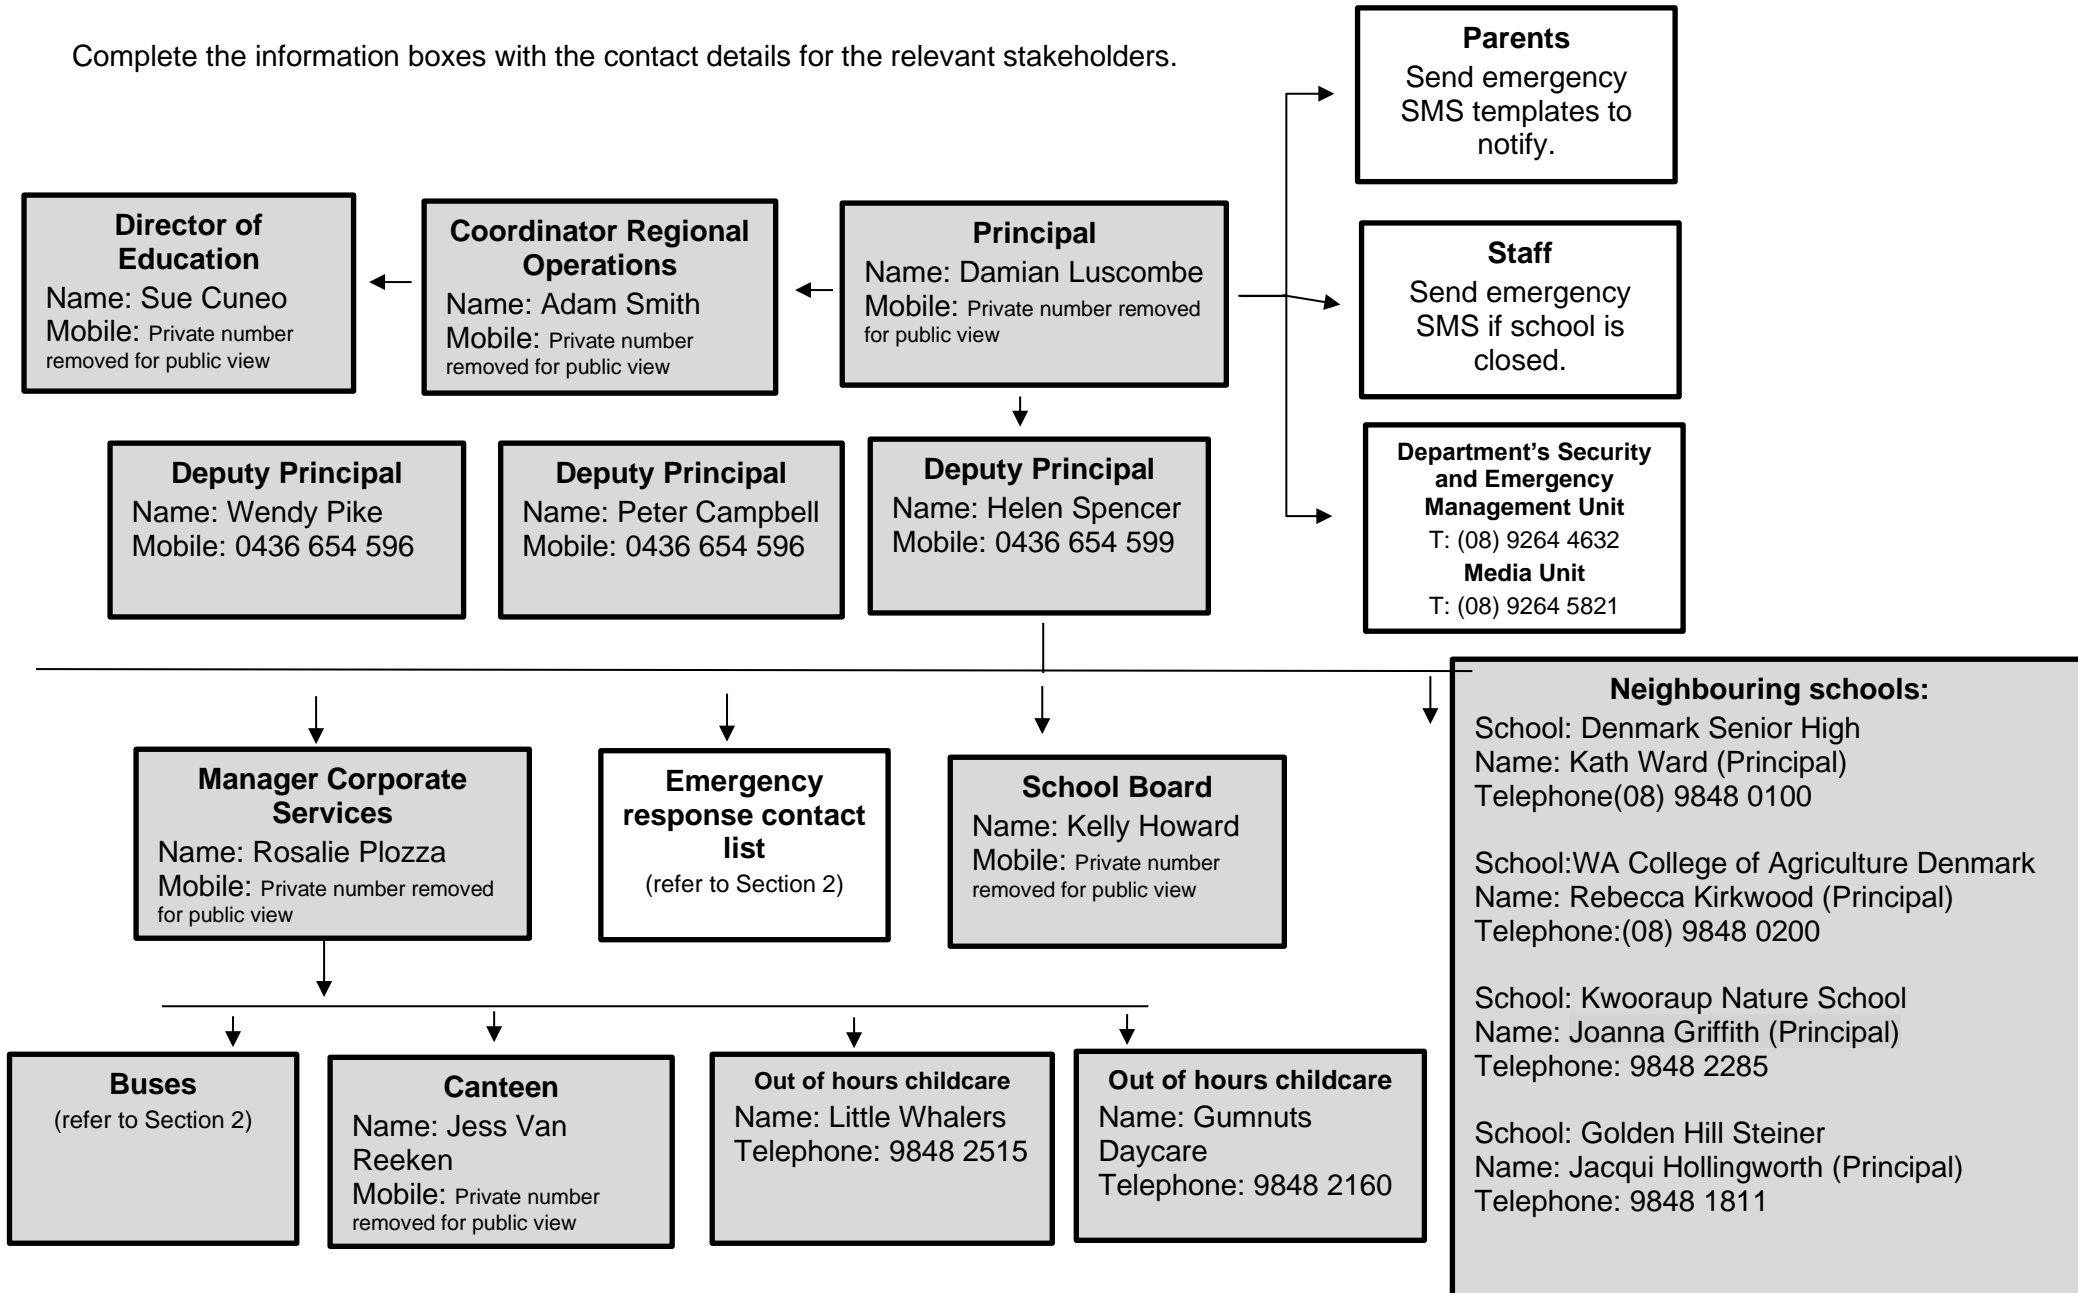 Complete the information boxes with the contact details for the relevant stakeholders.
Parents
Send emergency
SMS templates to
notify.
Director of
Education
Name: Sue Cuneo
Mobile: Private number
removed for public view
Coordinator Regional
Operations
Name: Adam Smith
Mobile: Private number
removed for public view
Principal
Name: Damian Luscombe
Mobile: Private number removed
for public view
Staff
Send emergency
SMS if school is
closed.
Deputy Principal
Name: Wendy Pike
Mobile: 0436 654 596
Deputy Principal
Name: Peter Campbell
Mobile: 0436 654 596
Deputy Principal
Name: Helen Spencer
Mobile: 0436 654 599
Department's Security
and Emergency
Management Unit
T: (08) 9264 4632
Media Unit
T: (08) 9264 5821
Manager Corporate
Services
Name: Rosalie Plozza
Mobile: Private number removed
for public view
Emergency
response contact
list
(refer to Section 2)
School Board
Name: Kelly Howard
Mobile: Private number
removed for public view
Neighbouring schools:
School: Denmark Senior High
Name: Kath Ward (Principal)
Telephone(08) 9848 0100
School:WA College of Agriculture Denmark
Name: Rebecca Kirkwood (Principal)
Telephone:(08) 9848 0200
School: Kwooraup Nature School
Name: Joanna Griffith (Principal)
Telephone: 9848 2285
School: Golden Hill Steiner
Name: Jacqui Hollingworth (Principal)
Telephone: 9848 1811
Buses
(refer to Section 2)
Canteen
Name: Jess Van
Reeken
Mobile: Private number
removed for public view
Out of hours childcare
Name: Little Whalers
Telephone: 9848 2515
Out of hours childcare
Name: Gumnuts
Daycare
Telephone: 9848 2160